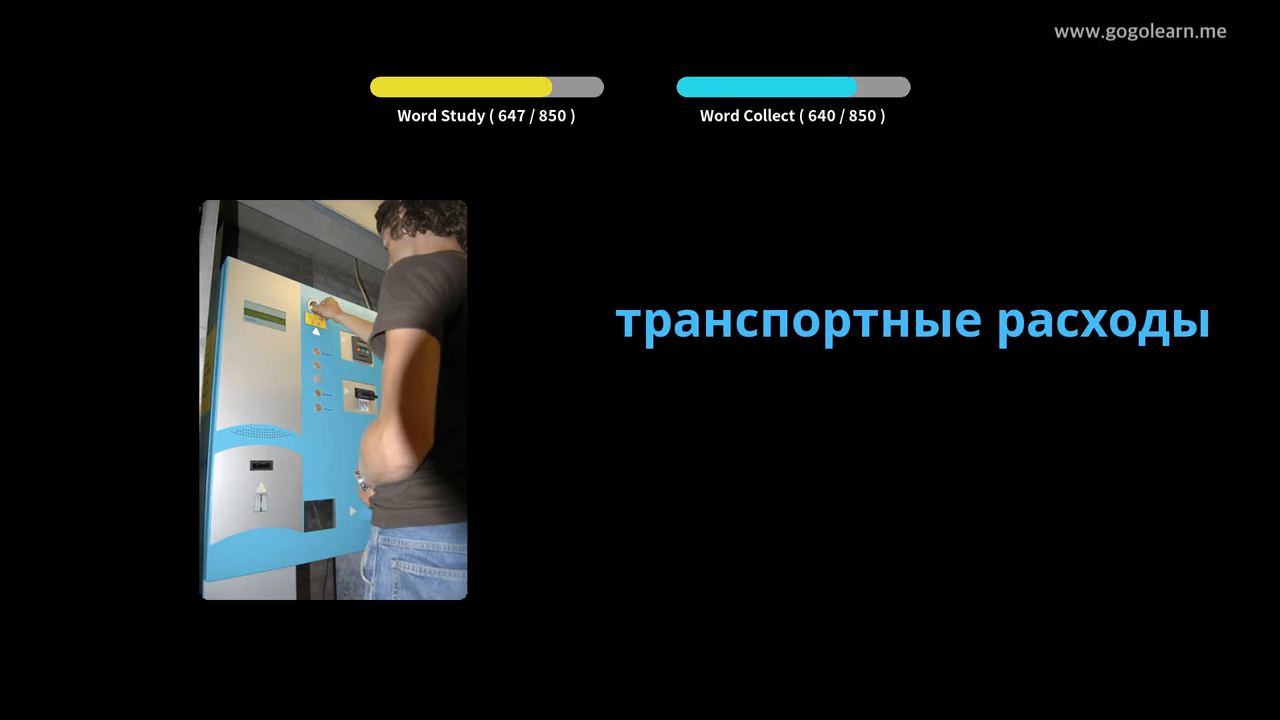 www.gogolearn.me
Word Study ( 647 / 850 )
Word Collect ( 640 / 850 )
транспортные расходы